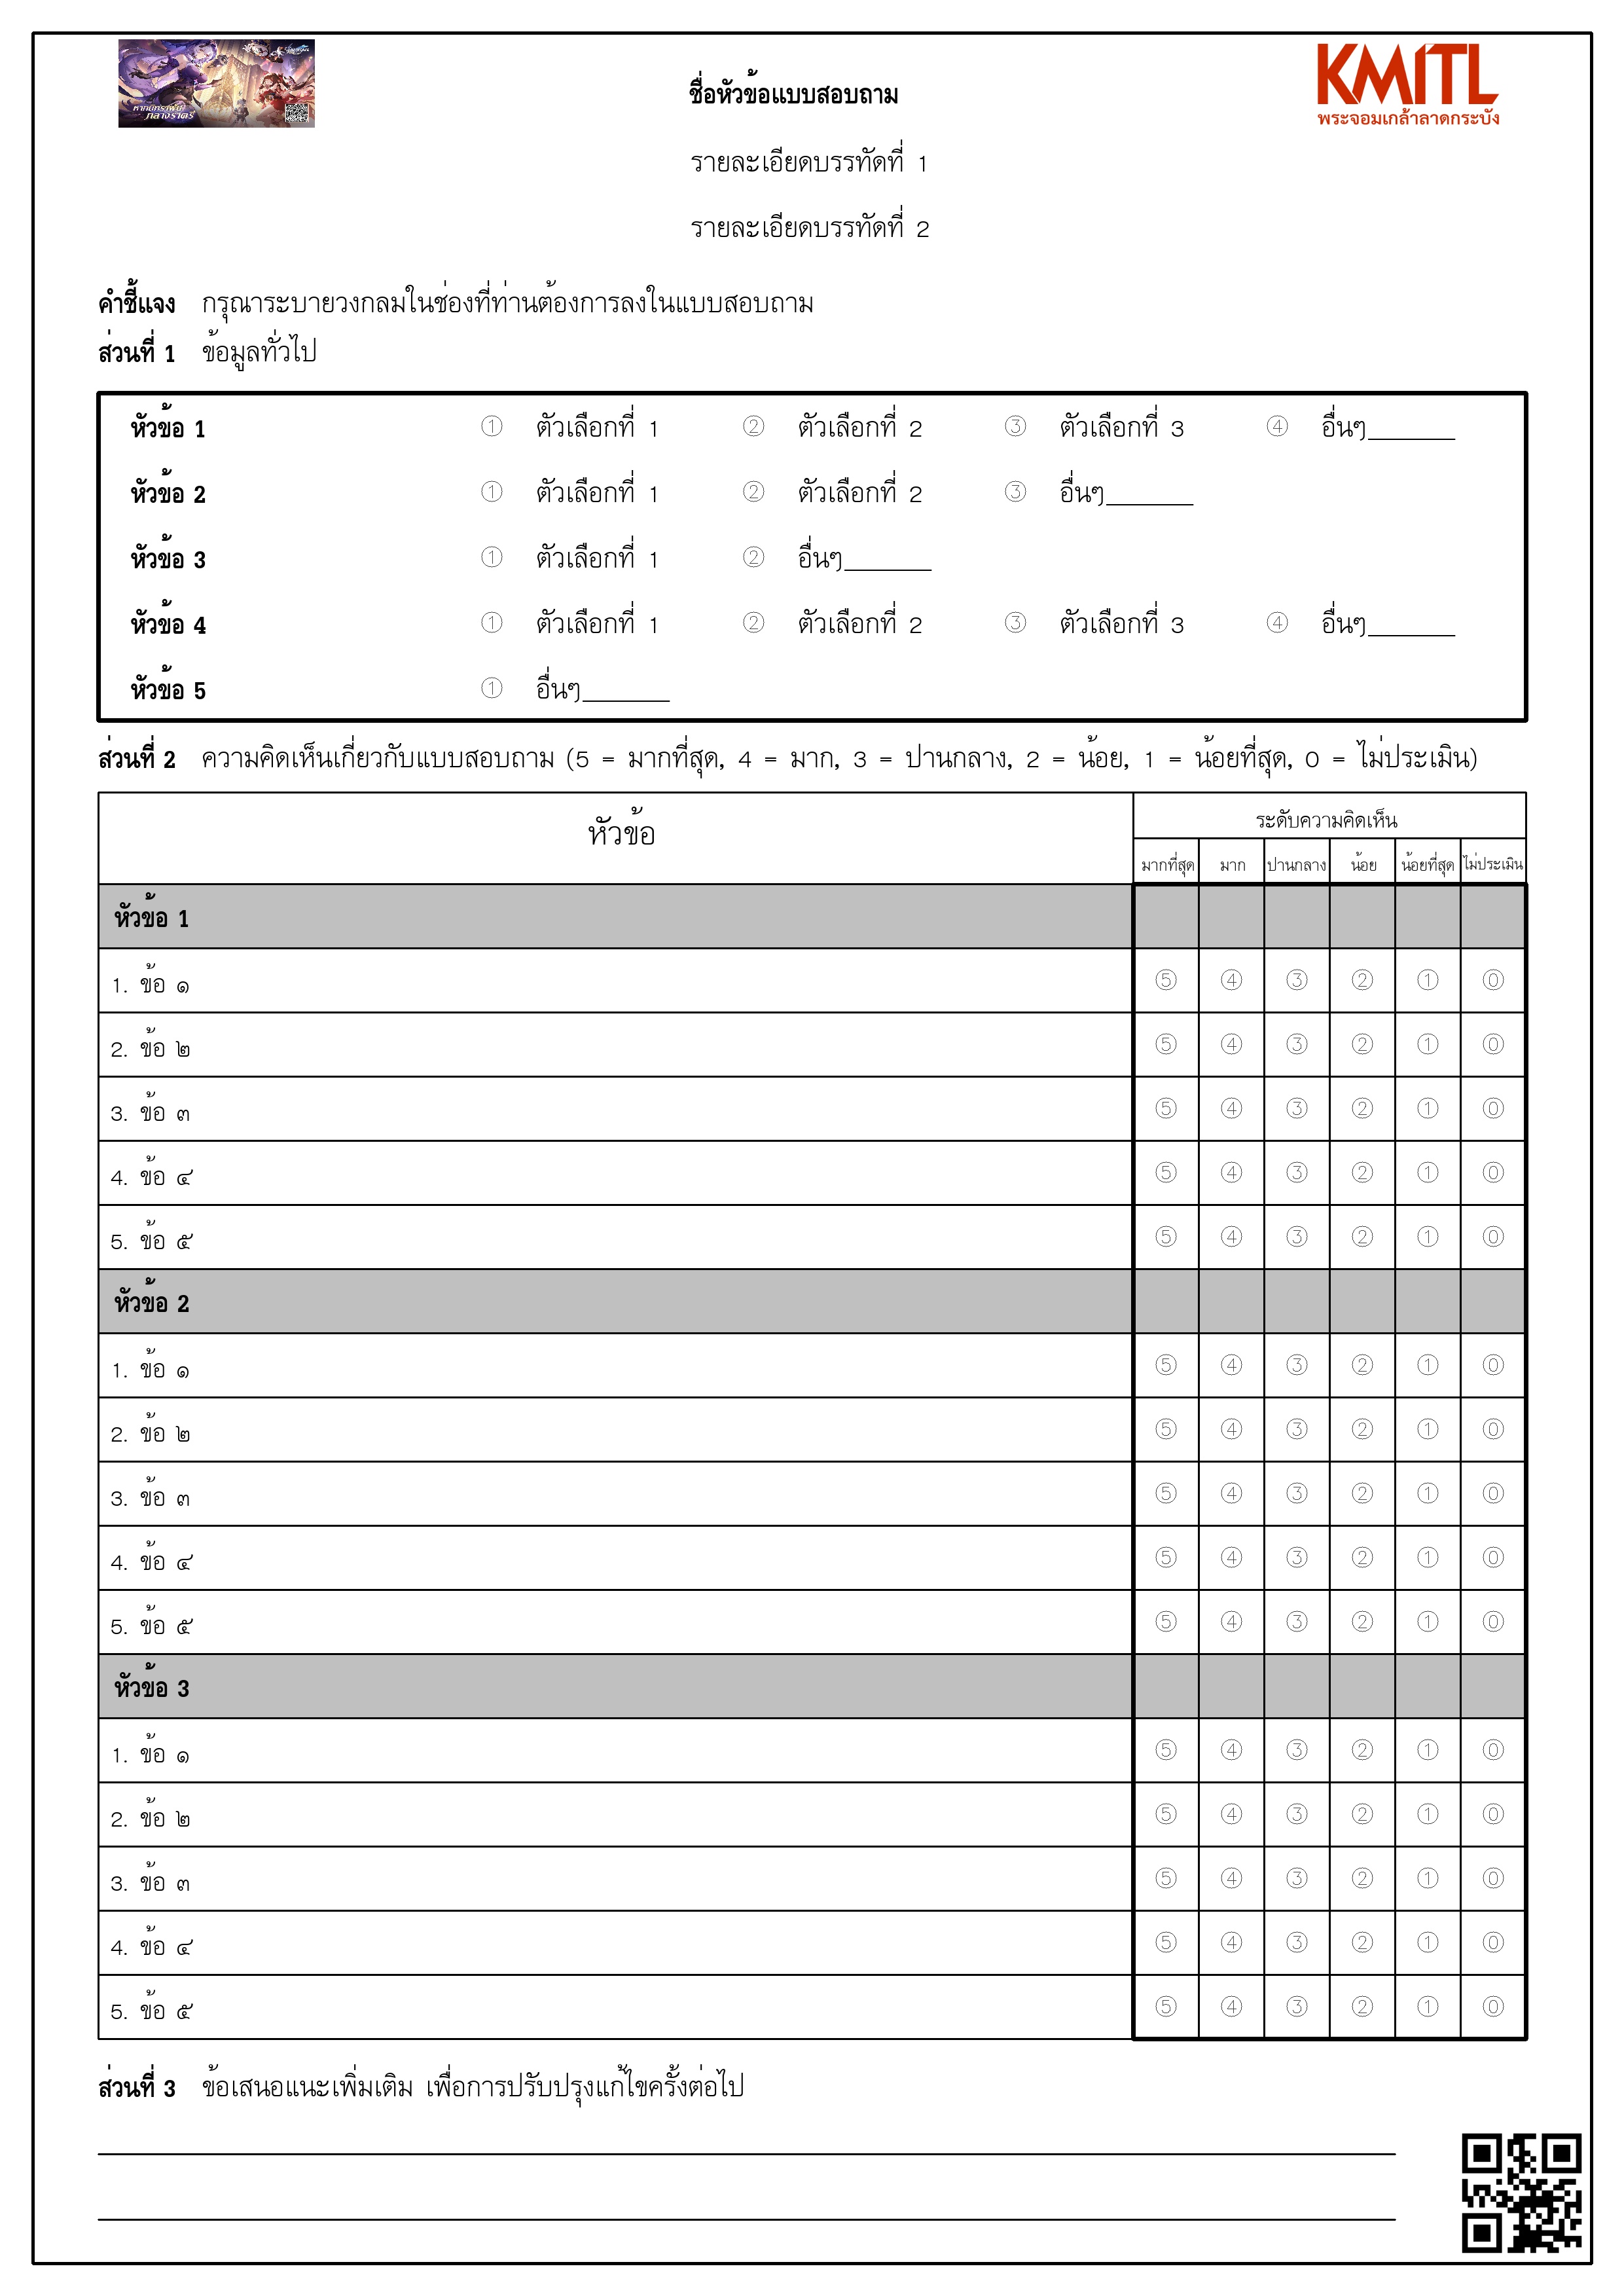 หากมีทิราพันปี
กลางราตรี
KMITL
พระจอมเกล้าลาดกระบัง
ชื่อหัวข้อแบบสอบถาม
รายละเอียดบรรทัดที่ 1
รายละเอียดบรรทัดที่ 2
คำชี้แจง กรุณาระบายวงกลมในช่องที่ท่านต้องการลงในแบบสอบถาม
ส่วนที่ 1 ข้อมูลทั่วไป
หัวข้อ 1 ① ตัวเลือกที่ 1 ② ตัวเลือกที่ 2 ③ ตัวเลือกที่ 3 ④ อื่นๆ______
หัวข้อ 2 ① ตัวเลือกที่ 1 ② ตัวเลือกที่ 2 ③ อื่นๆ______
หัวข้อ 3 ① ตัวเลือกที่ 1 ② อื่นๆ______
หัวข้อ 4 ① ตัวเลือกที่ 1 ② ตัวเลือกที่ 2 ③ ตัวเลือกที่ 3 ④ อื่นๆ______
หัวข้อ 5 ① อื่นๆ______
ส่วนที่ 2 ความคิดเห็นเกี่ยวกับแบบสอบถาม (5 = มากที่สุด, 4 = มาก, 3 = ปานกลาง, 2 = น้อย, 1 = น้อยที่สุด, 0 = ไม่ประเมิน)
หัวข้อ ระดับความคิดเห็น
มากที่สุด มาก ปานกลาง น้อย น้อยที่สุด ไม่ประเมิน
หัวข้อ 1
1. ข้อ ๑ ⑤ ④ ③ ② ① ⓪
2. ข้อ ๒ ⑤ ④ ③ ② ① ⓪
3. ข้อ ๓ ⑤ ④ ③ ② ① ⓪
4. ข้อ ๔ ⑤ ④ ③ ② ① ⓪
5. ข้อ ๕ ⑤ ④ ③ ② ① ⓪
หัวข้อ 2
1. ข้อ ๑ ⑤ ④ ③ ② ① ⓪
2. ข้อ ๒ ⑤ ④ ③ ② ① ⓪
3. ข้อ ๓ ⑤ ④ ③ ② ① ⓪
4. ข้อ ๔ ⑤ ④ ③ ② ① ⓪
5. ข้อ ๕ ⑤ ④ ③ ② ① ⓪
หัวข้อ 3
1. ข้อ ๑ ⑤ ④ ③ ② ① ⓪
2. ข้อ ๒ ⑤ ④ ③ ② ① ⓪
3. ข้อ ๓ ⑤ ④ ③ ② ① ⓪
4. ข้อ ๔ ⑤ ④ ③ ② ① ⓪
5. ข้อ ๕ ⑤ ④ ③ ② ① ⓪
ส่วนที่ 3 ข้อเสนอแนะเพิ่มเติม เพื่อการปรับปรุงแก้ไขครั้งต่อไป